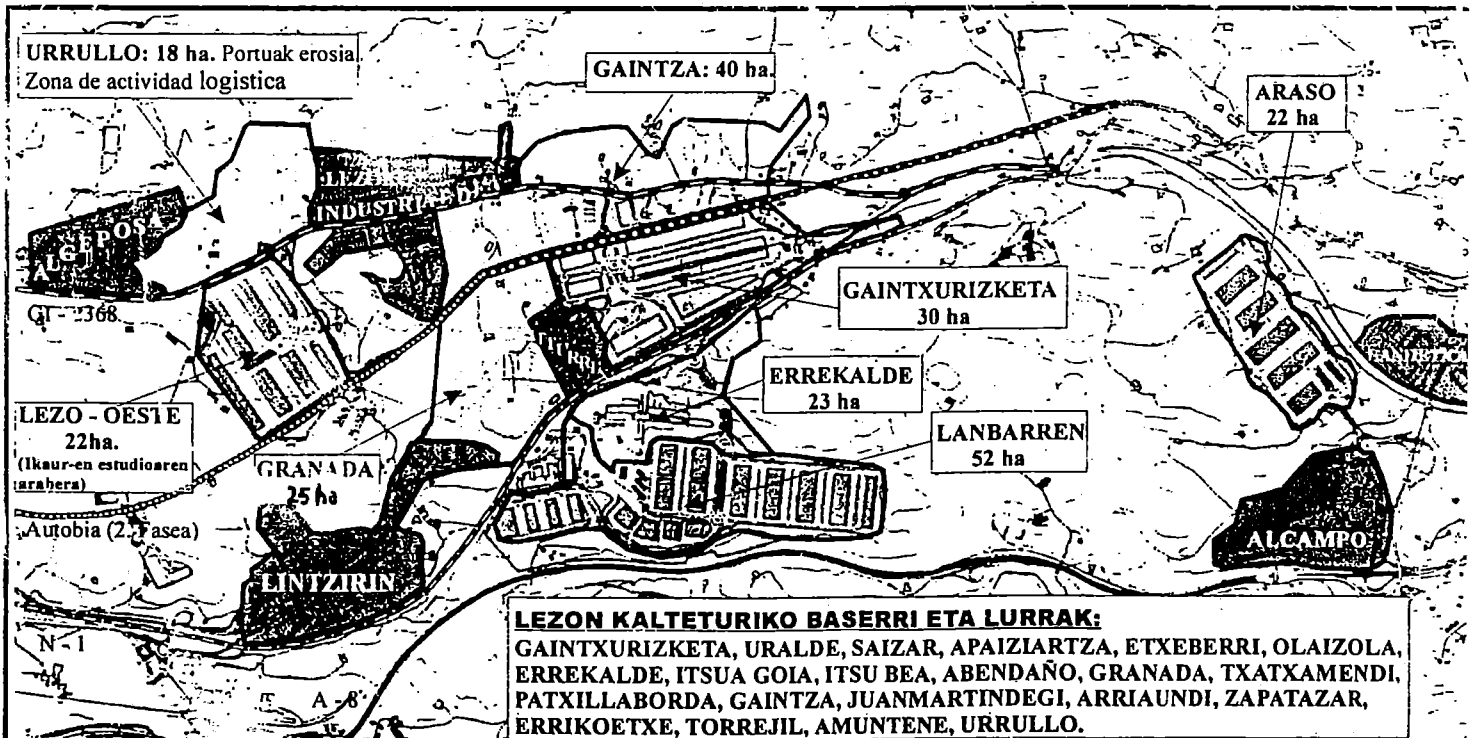 URRULLO: 18 ha. Portuak erosia.
Zona de actividad logistica
GAINTZA: 40 ha.
ARASO
22 ha
INDUSTRI
GI - 2368
GAINTXURIZKETA
30 ha
ERREKALDE
23 ha
LEZO - OESTE
22ha.
(Ikaur-en estudioaren
arabera)
GRANADA
25 ha
LANBARREN
52 ha
Autobia (2. Fasea)
ALCAMPO
LINTZIRIN
N - 1
A - 8
LEZON KALTETURIKO BASERRI ETA LURRAK:
GAINTXURIZKETA, URALDE, SAIZAR, APAIZIARTZA, ETXEBERRI, OLAIZOLA,
ERREKALDE, ITSUA GOIA, ITSU BEA, ABENDAÑO, GRANADA, TXATXAMENDI,
PATXILLABORDA, GAINTZA, JUANMARTINDEGI, ARRIAUNDI, ZAPATAZAR,
ERRIKOETXE, TORREJIL, AMUNTENE, URRULLO.